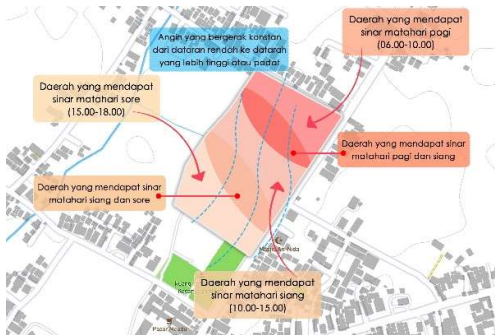 Angin yang bergerak konstan
dari dataran rendah ke datarah
yang lebih tinggi atau padat
Daerah yang mendapat
sinar matahari pagi
(06.00-10.00)
Daerah yang mendapat
sinar matahari sore
(15.00-18.00)
Daerah yang mendapat sinar
matahari pagi dan siang
Daerah yang mendapat sinar
matahari siang dan sore
Daerah yang mendapat
sinar matahari siang
(10.00-15.00)